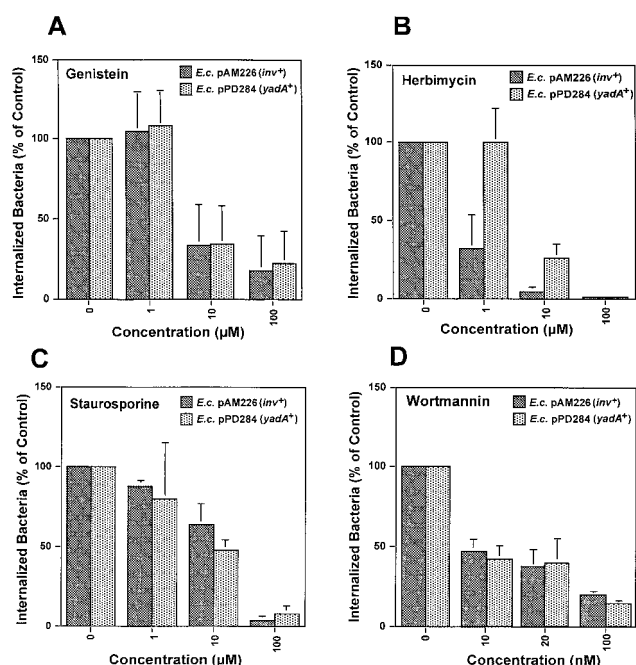 A
150
100
50
0
Internalized Bacteria (% of Control)
Genistein
E.c. pAM226 (inv+)
E.c. pPD284 (yadA+)
0
1
10
100
Concentration (µM)
B
150
100
50
0
Internalized Bacteria (% of Control)
Herbimycin
E.c. pAM226 (inv+)
E.c. pPD284 (yadA+)
0
1
10
100
Concentration (µM)
C
150
100
50
0
Internalized Bacteria (% of Control)
Staurosporine
E.c. pAM226 (inv+)
E.c. pPD284 (yadA+)
0
1
10
100
Concentration (µM)
D
150
100
50
0
Internalized Bacteria (% of Control)
Wortmannin
E.c. pAM226 (inv+)
E.c. pPD284 (yadA+)
0
10
20
100
Concentration (nM)